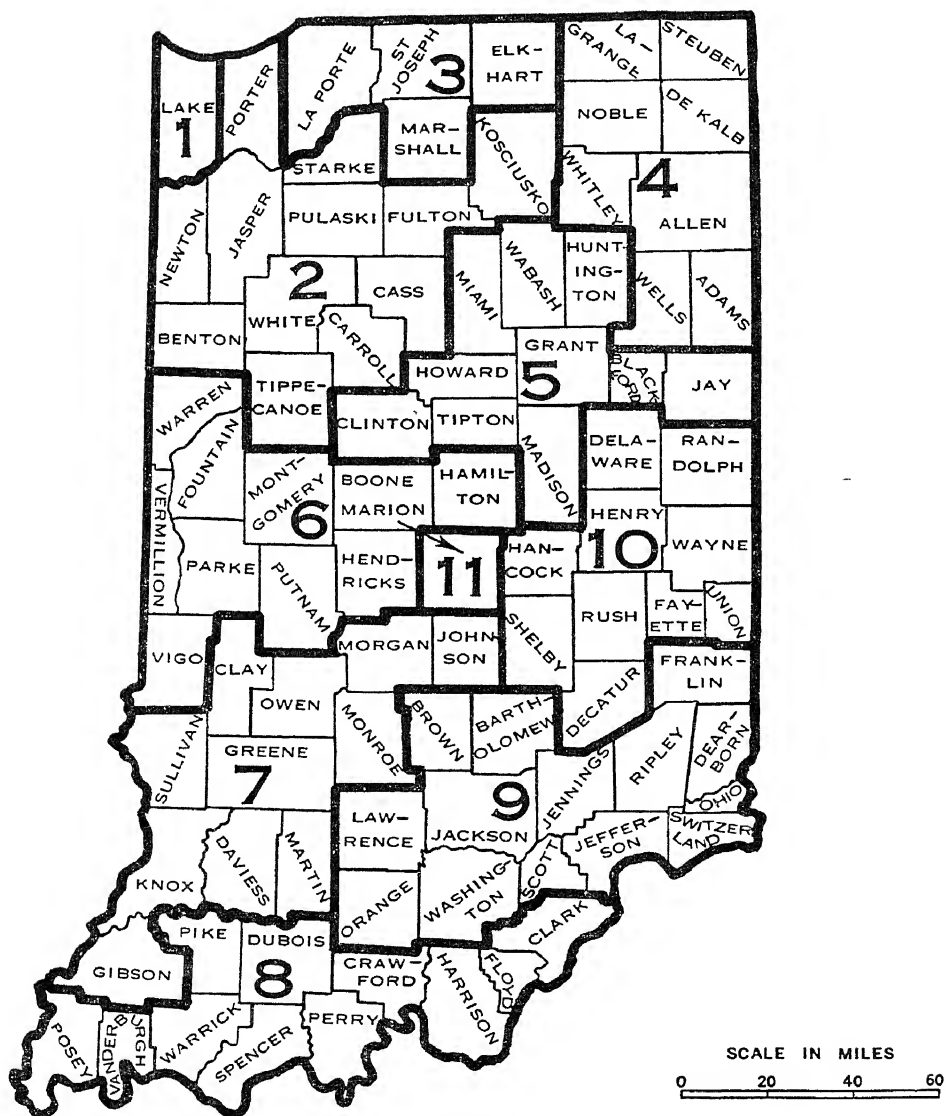 LA-
GRANGE
STEUBEN
ST
JOSEPH
3
ELK-
HART
LA PORTE
PORTER
LAKE
1
NOBLE
DE KALB
MAR-
SHALL
KOSCIUSKO
STARKE
WHITLEY
4
ALLEN
NEWTON
JASPER
PULASKI
FULTON
MIAMI
WABASH
HUNT-
ING-
TON
WELLS
ADAMS
2
WHITE
CASS
CARROLL
BENTON
GRANT
5
HOWARD
BLACK
FORD
JAY
TIPPE-
CANOE
WARREN
CLINTON
TIPTON
MADISON
DELA-
WARE
RAN-
DOLPH
FOUNTAIN
MONT-
GOMERY
6
BOONE
MARION
HAMIL-
TON
VERMILLION
HENRY
10
WAYNE
PARKE
PUTNAM
HEND-
RICKS
11
HAN-
COCK
RUSH
FAY-
ETTE
UNION
SHELBY
VIGO
CLAY
MORGAN
JOHN
SON
FRANK-
LIN
OWEN
DECATUR
SULLIVAN
GREENE
7
MONROE
BROWN
BARTH-
OLOMEW
JENNINGS
RIPLEY
DEAR-
BORN
OHIO
SWITZER
LAND
LAW-
RENCE
9
JACKSON
JEFFER-
SON
SCOTT
KNOX
DAVIESS
MARTIN
ORANGE
WASHING-
TON
CLARK
PIKE
DUBOIS
8
CRAW-
FORD
HARRISON
FLOYD
GIBSON
POSEY
VANDER
BURGH
WARRICK
SPENCER
PERRY
SCALE IN MILES
0 20 40 60